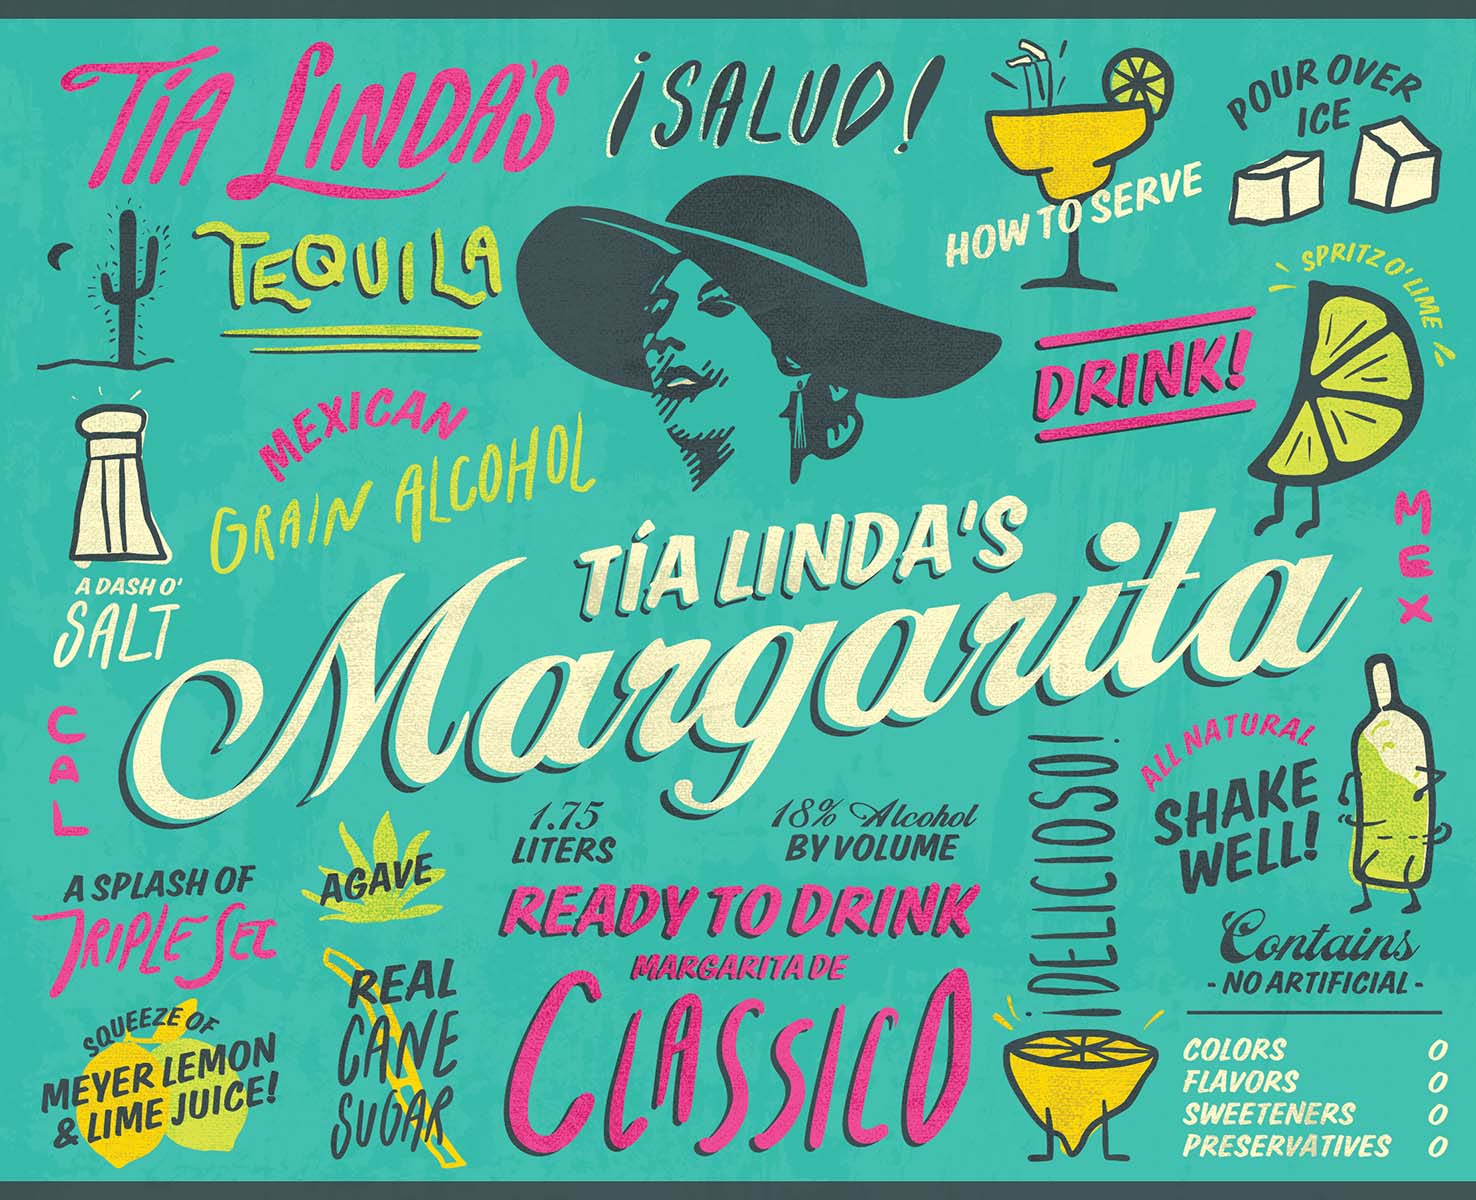 TÍA LINDA'S
¡SALUD!
HOW TO SERVE
POUR OVER
ICE
TEQUILA
SPRITZ O' LIME
DRINK!
MEXICAN
GRAIN ALCOHOL
A DASH O'
SALT
MEX
TÍA LINDA'S
Margarita
CAL
1.75
LITERS
18% Alcohol
BY VOLUME
¡DELICIOSO!
ALL NATURAL
SHAKE
WELL!
A SPLASH OF
TRIPLE SEC
AGAVE
READY TO DRINK
MARGARITA DE
CLASSICO
REAL
CANE
SUGAR
SQUEEZE OF
MEYER LEMON
& LIME JUICE!
Contains
- NO ARTIFICIAL -
COLORS 0
FLAVORS 0
SWEETENERS 0
PRESERVATIVES 0